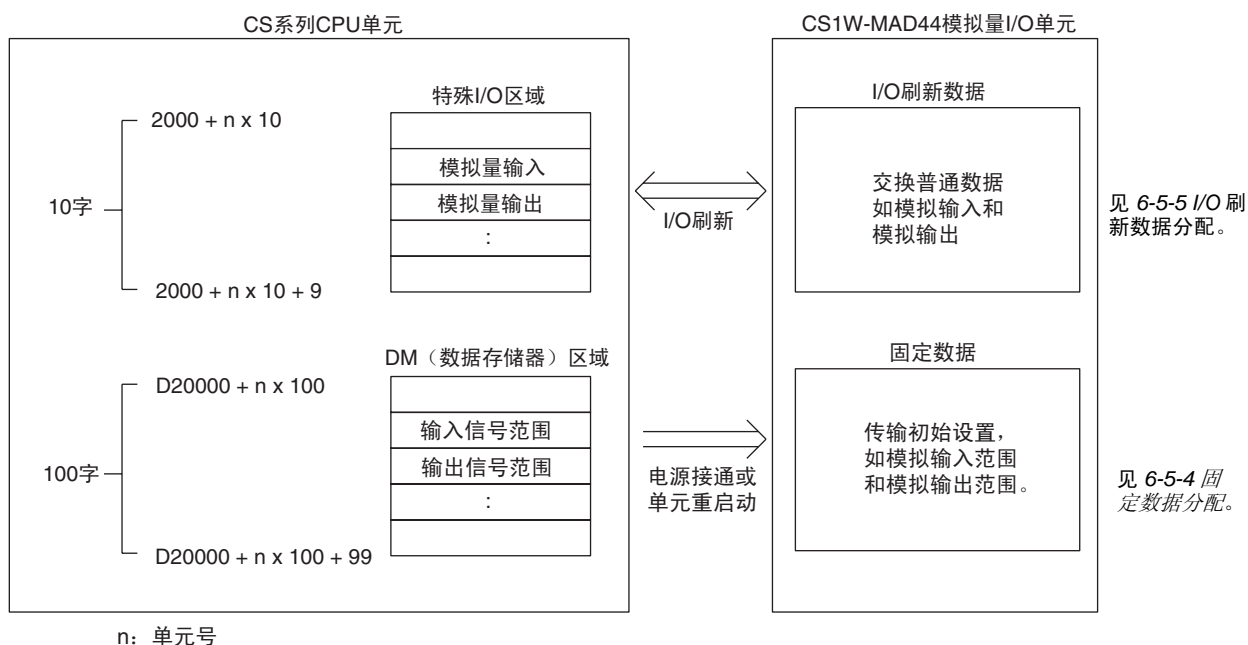 CS系列CPU单元
CS1W-MAD44模拟量I/O单元
特殊I/O区域
I/O刷新数据
2000 + n x 10
模拟量输入
模拟量输出
:
10字
2000 + n x 10 + 9
I/O刷新
交换普通数据
如模拟输入和
模拟输出
见 6-5-5 I/O 刷
新数据分配。
DM（数据存储器）区域
固定数据
D20000 + n x 100
输入信号范围
输出信号范围
:
100字
D20000 + n x 100 + 99
电源接通或
单元重启动
传输初始设置，
如模拟输入范围
和模拟输出范围。
见 6-5-4 固
定数据分配。
n：单元号